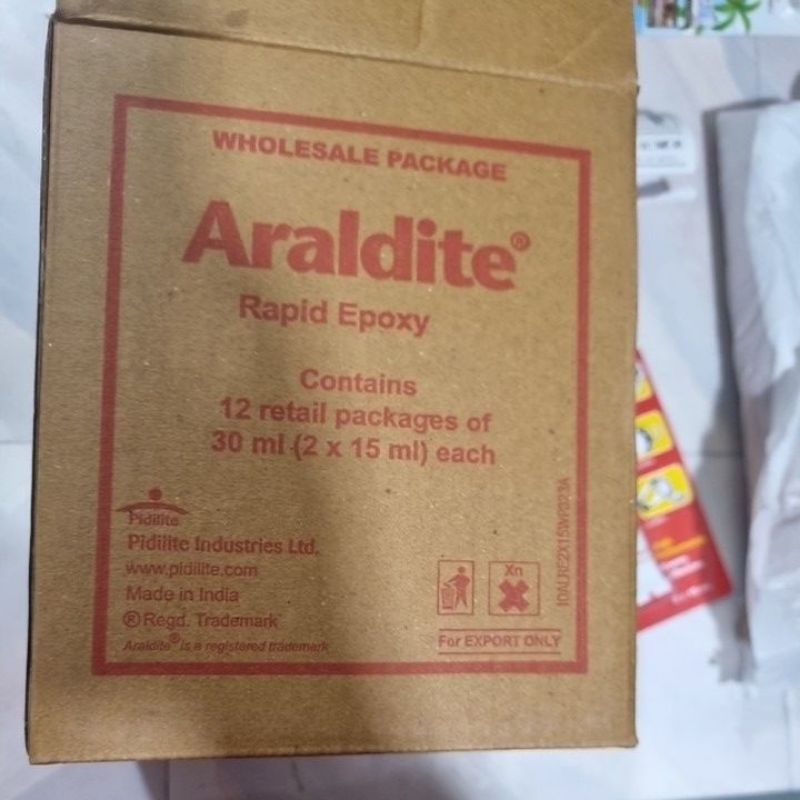 WHOLESALE PACKAGE
Araldite®
Rapid Epoxy
Contains
12 retail packages of
30 ml (2 x 15 ml) each
Pidilite
Pidilite Industries Ltd.
www.pidilite.com
Made in India
® Regd. Trademark
Araldite® is a registered trademark
Xn
For EXPORT ONLY